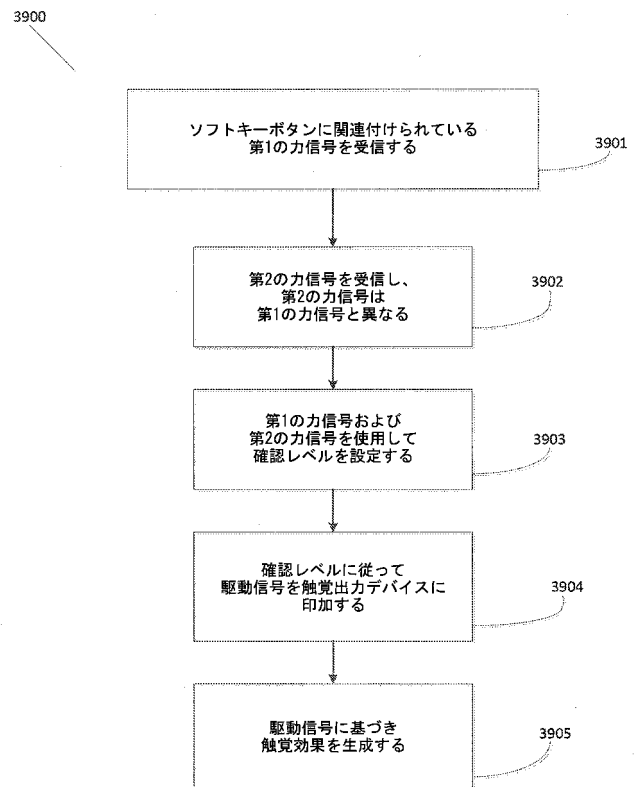 3900
ソフトキーボタンに関連付けられている
第1の力信号を受信する
3901
第2の力信号を受信し、
第2の力信号は
第1の力信号と異なる
3902
第1の力信号および
第2の力信号を使用して
確認レベルを設定する
3903
確認レベルに従って
駆動信号を触覚出力デバイスに
印加する
3904
駆動信号に基づき
触覚効果を生成する
3905